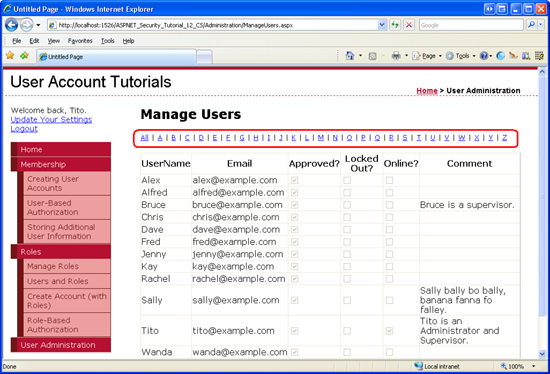 Untitled Page - Windows Internet Explorer
http://localhost:1526/ASPNET_Security_Tutorial_12_CS/Administration/ManageUsers.aspx
Google
File Edit View Favorites Tools Help
Untitled Page
Page Tools
User Account Tutorials
Home > User Administration
Welcome back, Tito.
Update Your Settings
Logout
Home
Membership
Creating User Accounts
User-Based Authorization
Storing Additional User Information
Roles
Manage Roles
Users and Roles
Create Account (with Roles)
Role-Based Authorization
User Administration
Manage Users
All | A | B | C | D | E | F | G | H | I | J | K | L | M | N | O | P | Q | R | S | T | U | V | W | X | Y | Z
UserName Email Approved? Locked Out? Online? Comment
Alex alex@example.com
Alfred alfred@example.com
Bruce bruce@example.com Bruce is a supervisor.
Chris chris@example.com
Dave dave@example.com
Fred fred@example.com
Jenny jenny@example.com
Kay kay@example.com
Rachel rachel@example.com
Sally sally@example.com Sally bally bo bally, banana fanna fo falley.
Tito tito@example.com Tito is an Administrator and Supervisor.
Wanda wanda@example.com
Done
Local intranet
100%